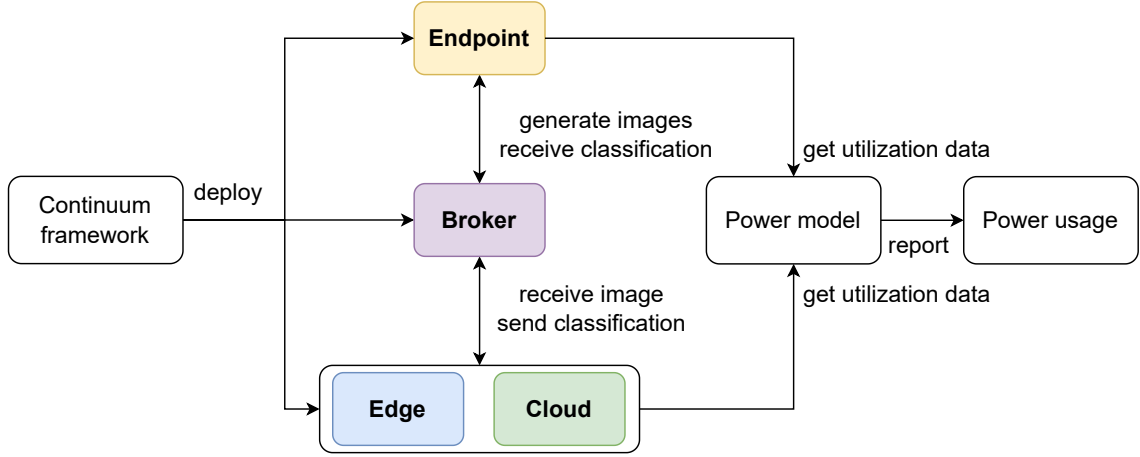 Endpoint
generate images
receive classification
get utilization data
Continuum
framework
deploy
Broker
Power model
report
Power usage
receive image
send classification
get utilization data
Edge
Cloud